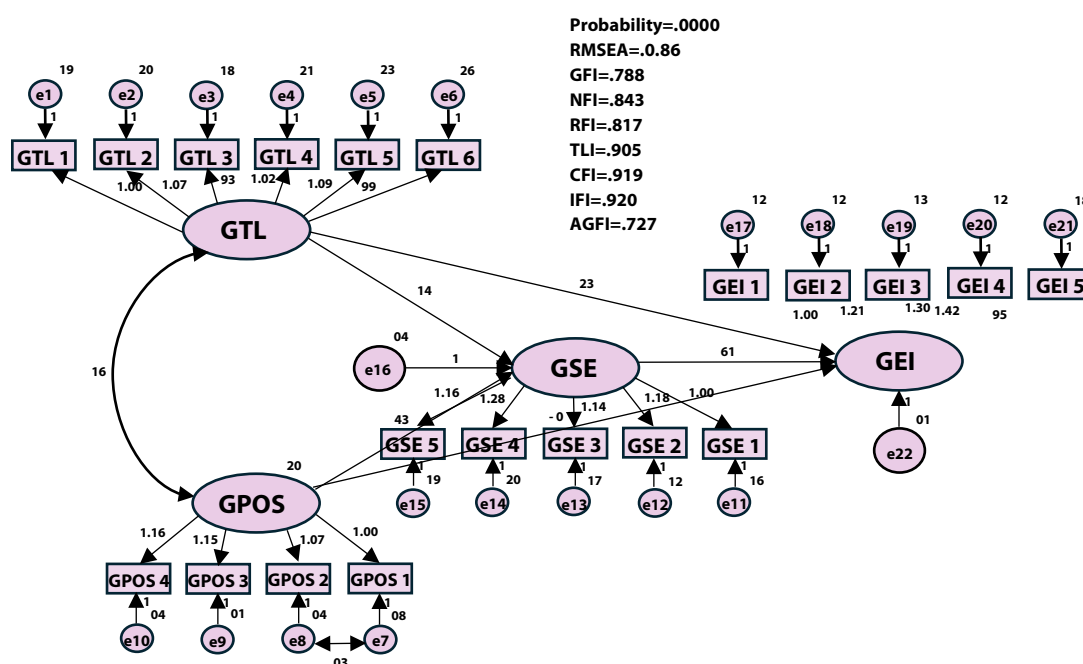 Probability=.0000
RMSEA=.0.86
GFI=.788
NFI=.843
RFI=.817
TLI=.905
CFI=.919
IFI=.920
AGFI=.727
19 20 18 21 23 26
e1 e2 e3 e4 e5 e6
1 1 1 1 1 1
GTL 1 GTL 2 GTL 3 GTL 4 GTL 5 GTL 6
1.00 1.07 93 1.02 1.09 99
GTL
12 12 13 12 18
e17 e18 e19 e20 e21
1 1 1 1 1
GEI 1 GEI 2 GEI 3 GEI 4 GEI 5
1.00 1.21 1.30 1.42 95
14 23
04
e16 1 GSE 61 GEI
16
1.16 1.28 1.14 1.18 1.00
43 - 0
1 01
e22
GSE 5 GSE 4 GSE 3 GSE 2 GSE 1
1 1 1 1 1
19 20 17 12 16
e15 e14 e13 e12 e11
20
GPOS
1.16 1.15 1.07 1.00
GPOS 4 GPOS 3 GPOS 2 GPOS 1
1 1 1 1
04 01 04 08
e10 e9 e8 e7
03